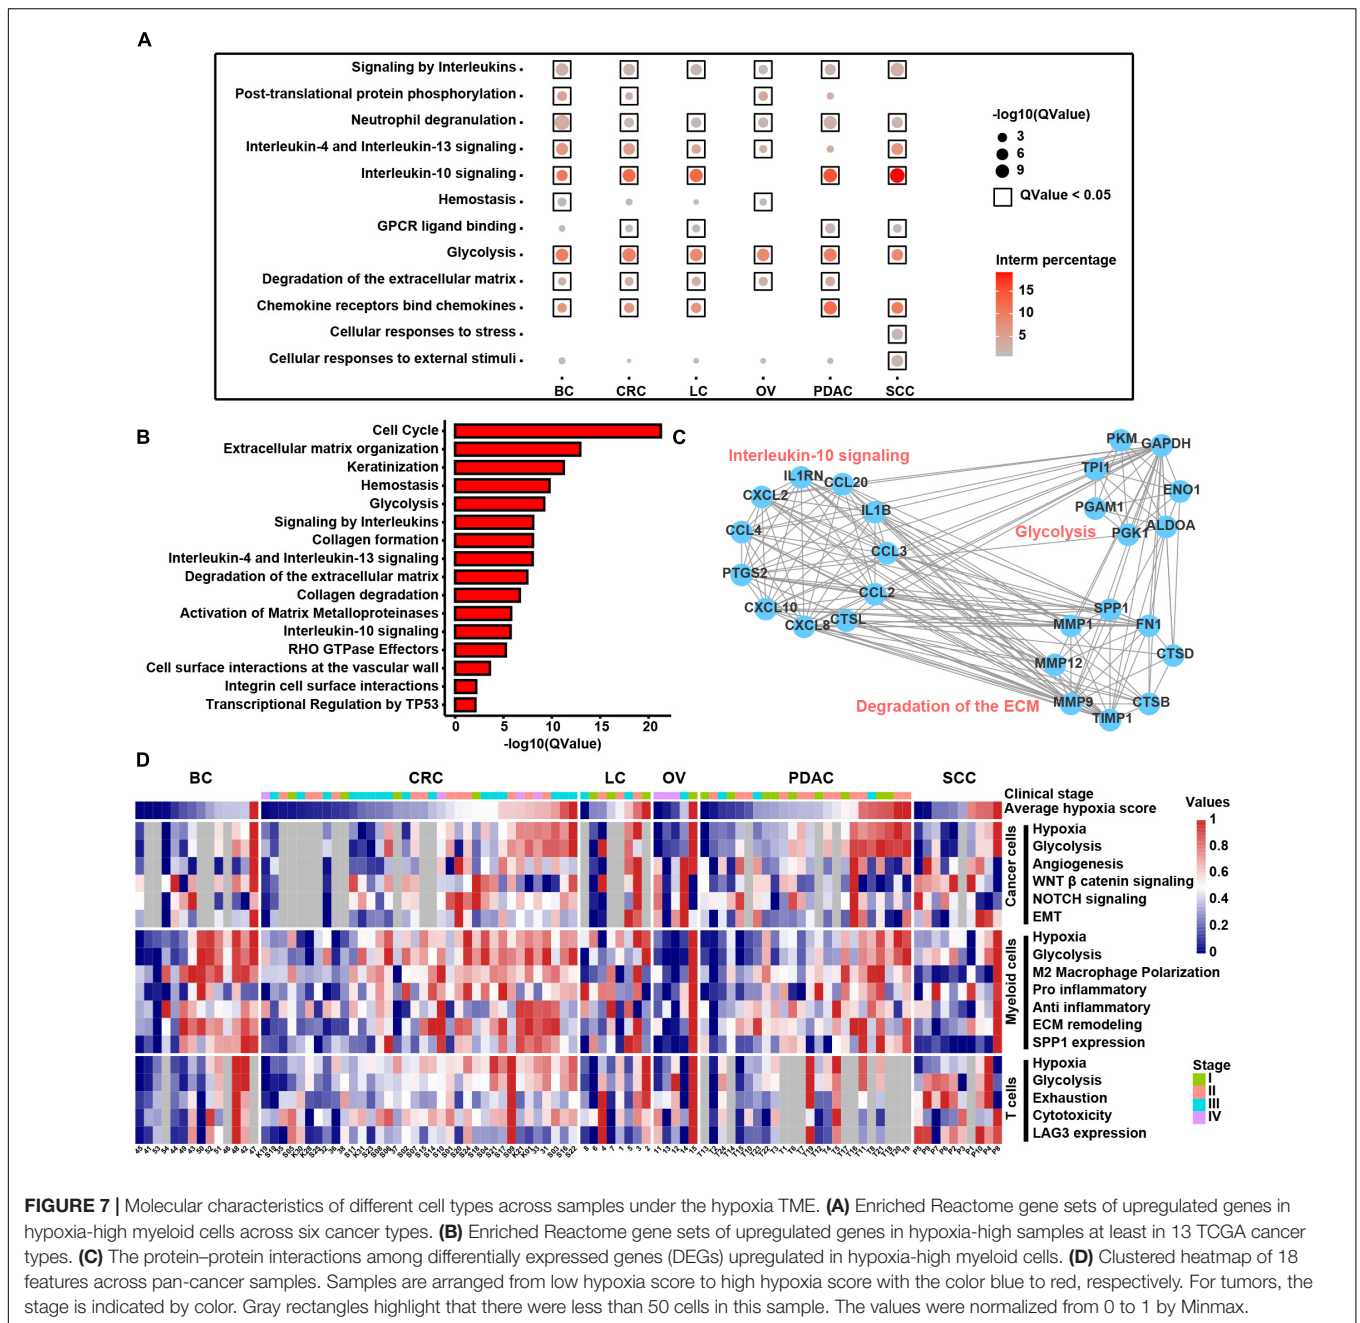 A
Signaling by Interleukins
Post-translational protein phosphorylation
Neutrophil degranulation
Interleukin-4 and Interleukin-13 signaling
Interleukin-10 signaling
Hemostasis
GPCR ligand binding
Glycolysis
Degradation of the extracellular matrix
Chemokine receptors bind chemokines
Cellular responses to stress
Cellular responses to external stimuli
BC CRC LC OV PDAC SCC
-log10(QValue)
3
6
9
QValue < 0.05
Interm percentage
15
10
5
B
Cell Cycle
Extracellular matrix organization
Keratinization
Hemostasis
Glycolysis
Signaling by Interleukins
Collagen formation
Interleukin-4 and Interleukin-13 signaling
Degradation of the extracellular matrix
Collagen degradation
Activation of Matrix Metalloproteinases
Interleukin-10 signaling
RHO GTPase Effectors
Cell surface interactions at the vascular wall
Integrin cell surface interactions
Transcriptional Regulation by TP53
0 5 10 15 20
-log10(QValue)
C
Interleukin-10 signaling
IL1RN
CCL20
CXCL2
IL1B
CCL4
CCL3
PTGS2
CCL2
CXCL10
CXCL8
CTSL
PKM
GAPDH
TPI1
ENO1
PGAM1
ALDOA
PGK1
Glycolysis
SPP1
MMP1
FN1
CTSD
MMP12
MMP9
CTSB
TIMP1
Degradation of the ECM
D
BC CRC LC OV PDAC SCC
Clinical stage
Average hypoxia score
Cancer cells
Hypoxia
Glycolysis
Angiogenesis
WNT β catenin signaling
NOTCH signaling
EMT
Myeloid cells
Hypoxia
Glycolysis
M2 Macrophage Polarization
Pro inflammatory
Anti inflammatory
ECM remodeling
SPP1 expression
T cells
Hypoxia
Glycolysis
Exhaustion
Cytotoxicity
LAG3 expression
Values
1
0.8
0.6
0.4
0.2
0
Stage
I
II
III
IV
FIGURE 7 | Molecular characteristics of different cell types across samples under the hypoxia TME. (A) Enriched Reactome gene sets of upregulated genes in
hypoxia-high myeloid cells across six cancer types. (B) Enriched Reactome gene sets of upregulated genes in hypoxia-high samples at least in 13 TCGA cancer
types. (C) The protein–protein interactions among differentially expressed genes (DEGs) upregulated in hypoxia-high myeloid cells. (D) Clustered heatmap of 18
features across pan-cancer samples. Samples are arranged from low hypoxia score to high hypoxia score with the color blue to red, respectively. For tumors, the
stage is indicated by color. Gray rectangles highlight that there were less than 50 cells in this sample. The values were normalized from 0 to 1 by Minmax.